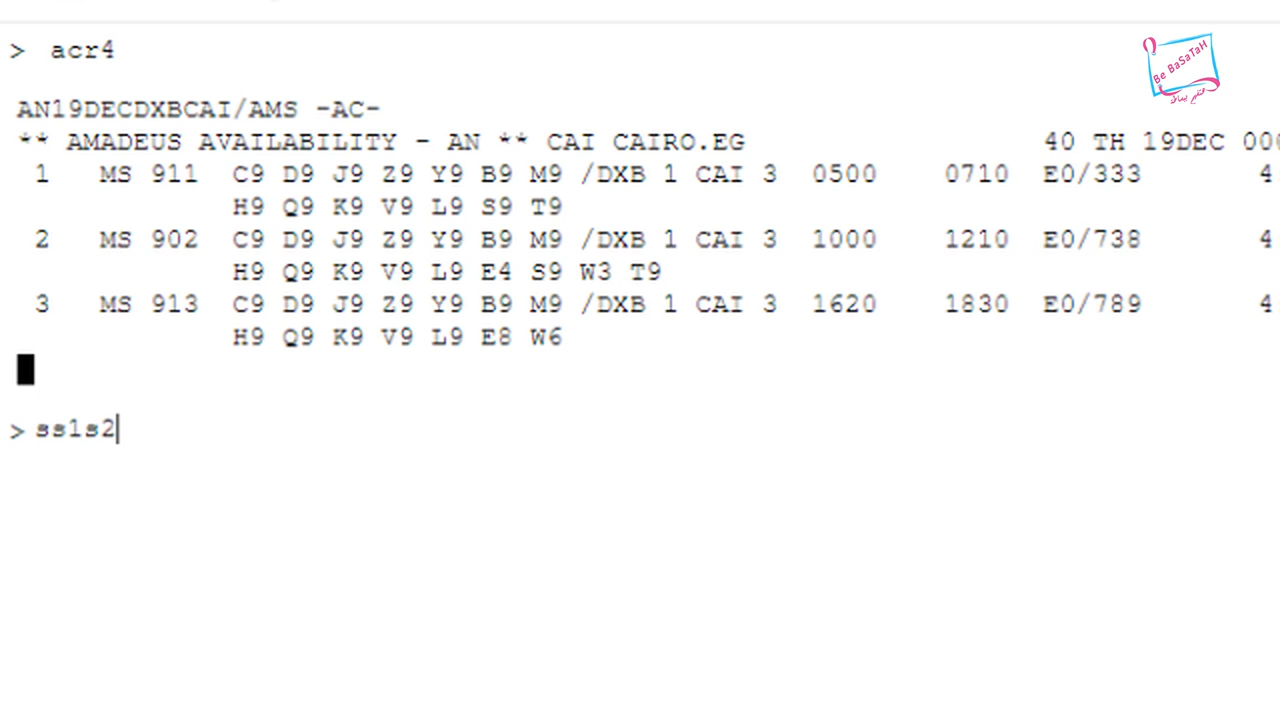 > acr4
Be BaSaTaH
AN19DECDXBCAI/AMS -AC-
** AMADEUS AVAILABILITY - AN ** CAI CAIRO.EG 40 TH 19DEC 000
1 MS 911 C9 D9 J9 Z9 Y9 B9 M9 /DXB 1 CAI 3 0500 0710 E0/333 4
H9 Q9 K9 V9 L9 S9 T9
2 MS 902 C9 D9 J9 Z9 Y9 B9 M9 /DXB 1 CAI 3 1000 1210 E0/738 4
H9 Q9 K9 V9 L9 E4 S9 W3 T9
3 MS 913 C9 D9 J9 Z9 Y9 B9 M9 /DXB 1 CAI 3 1620 1830 E0/789 4
H9 Q9 K9 V9 L9 E8 W6
> ss1s2